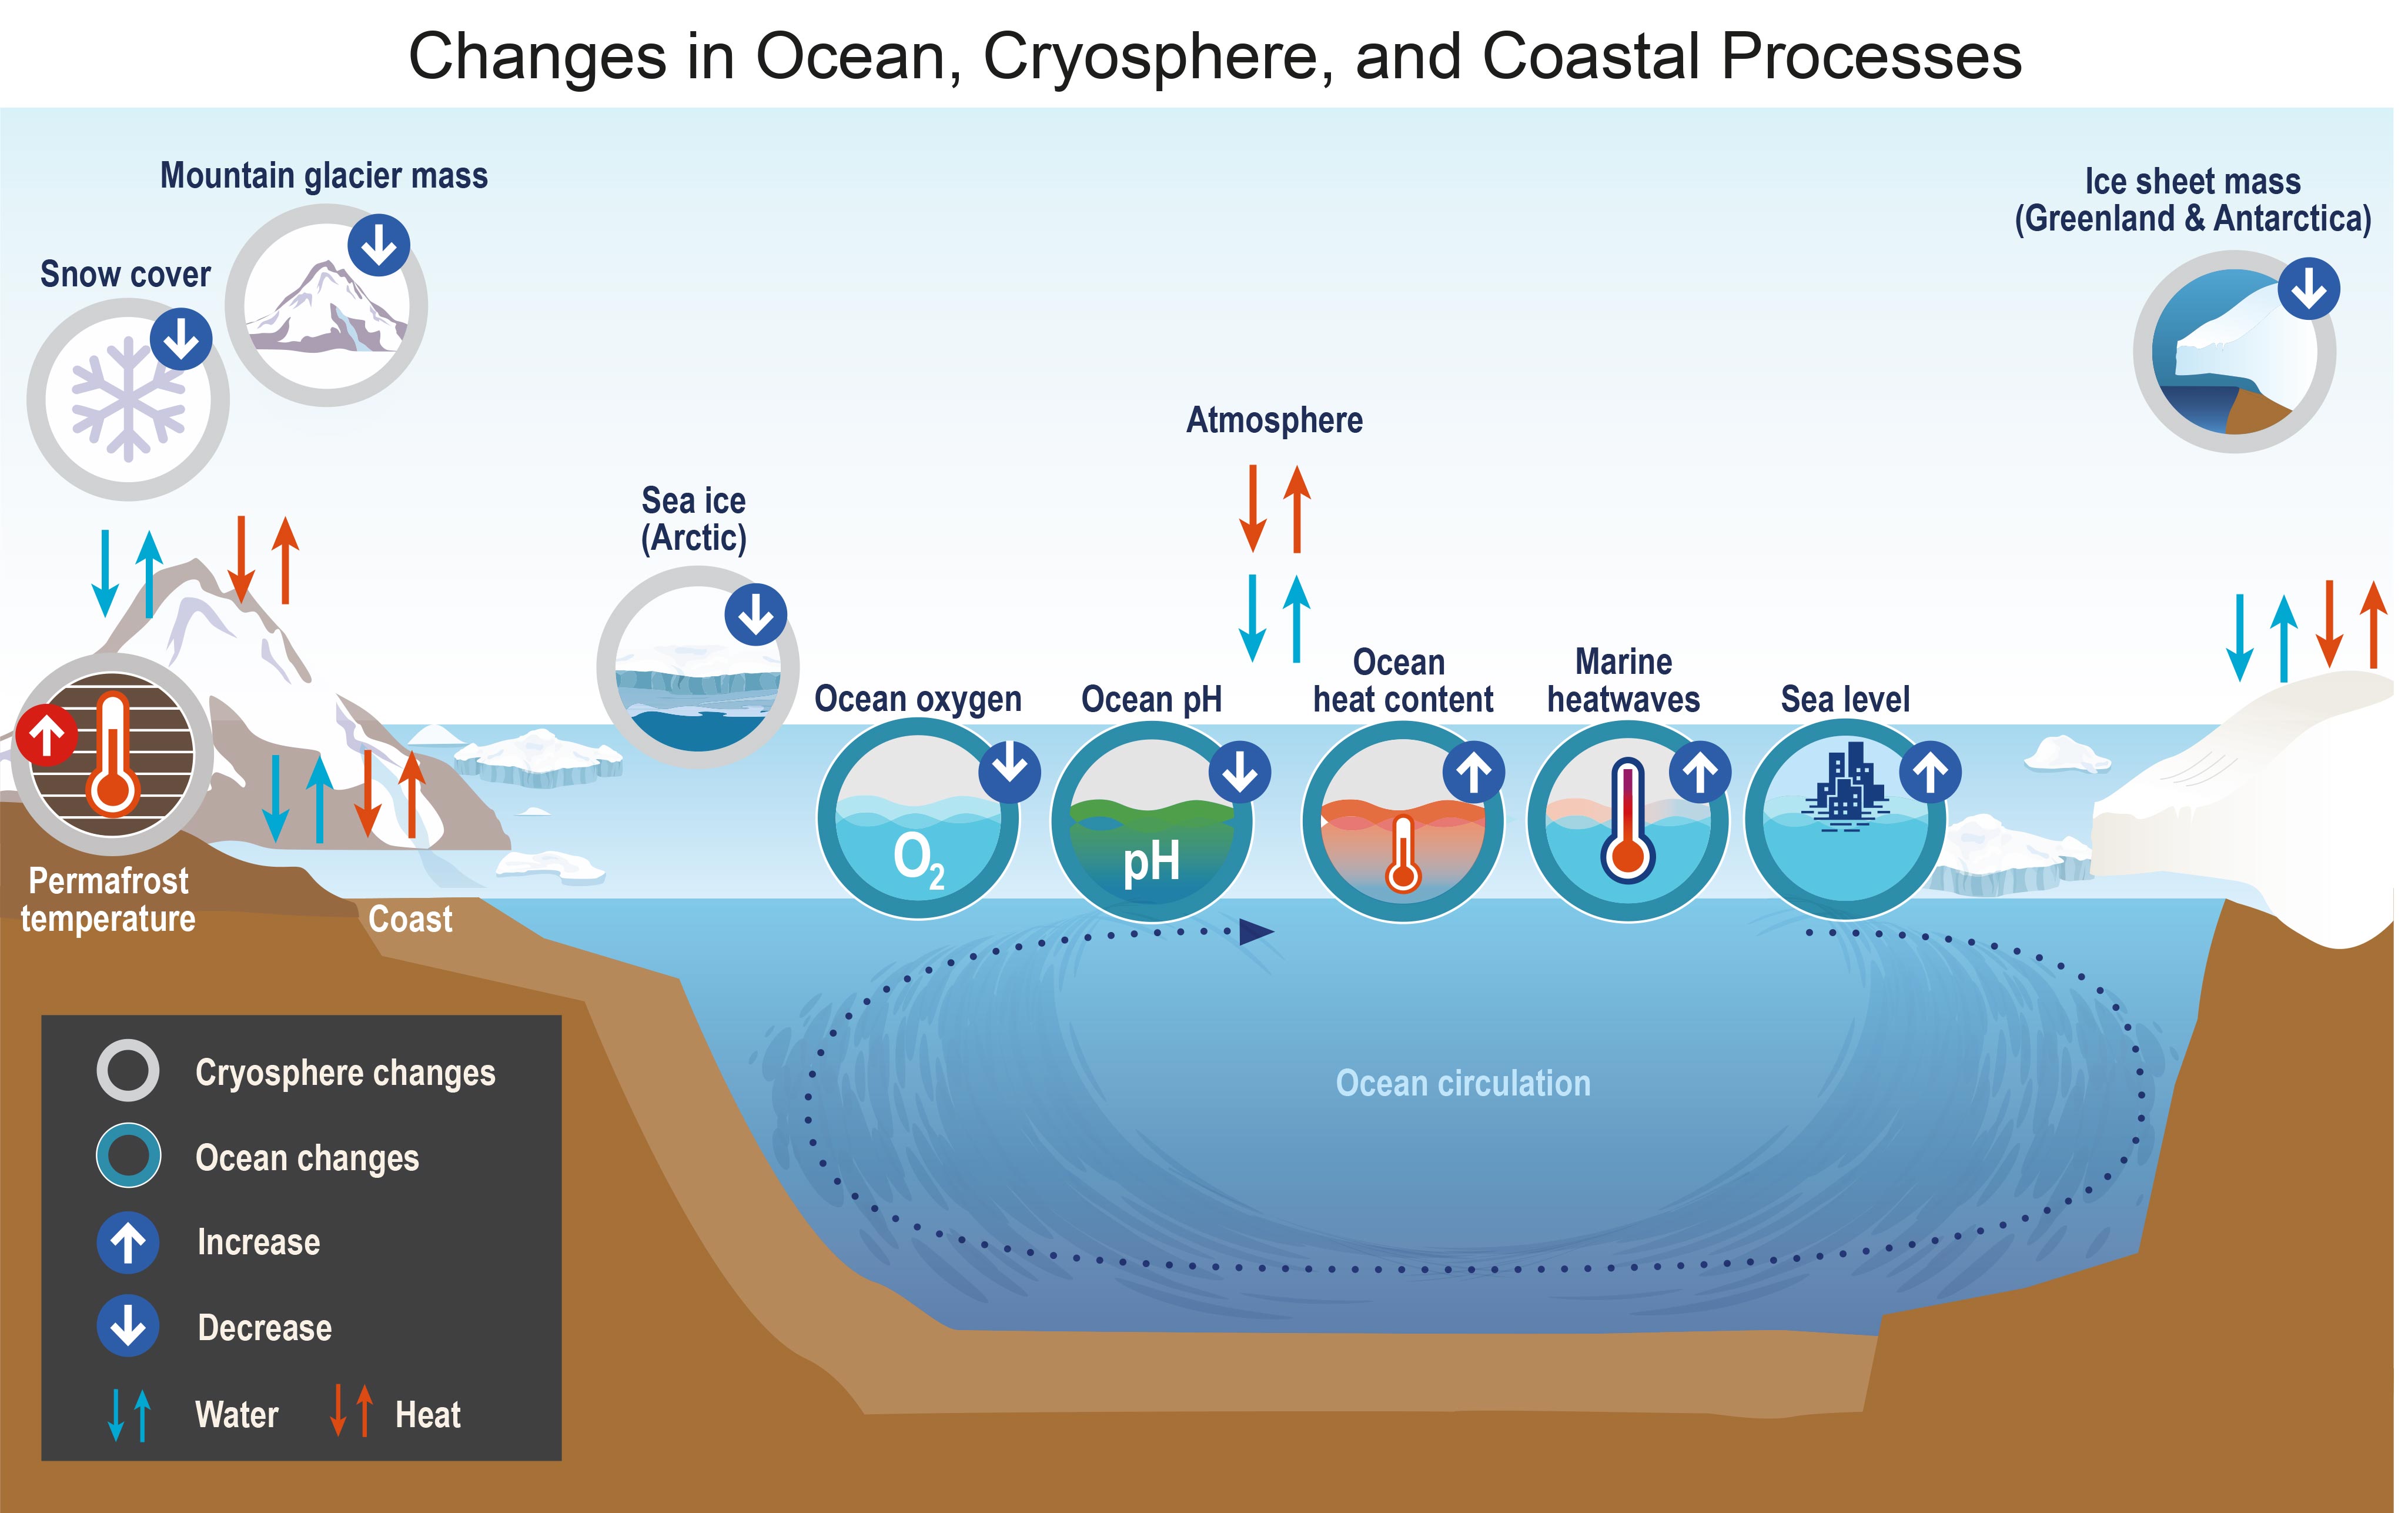 Changes in Ocean, Cryosphere, and Coastal Processes
Mountain glacier mass
Snow cover
Ice sheet mass
(Greenland & Antarctica)
Atmosphere
Sea ice
(Arctic)
Ocean oxygen
Ocean pH
Ocean
heat content
Marine
heatwaves
Sea level
O₂
pH
Permafrost
temperature
Coast
Ocean circulation
Cryosphere changes
Ocean changes
Increase
Decrease
Water
Heat